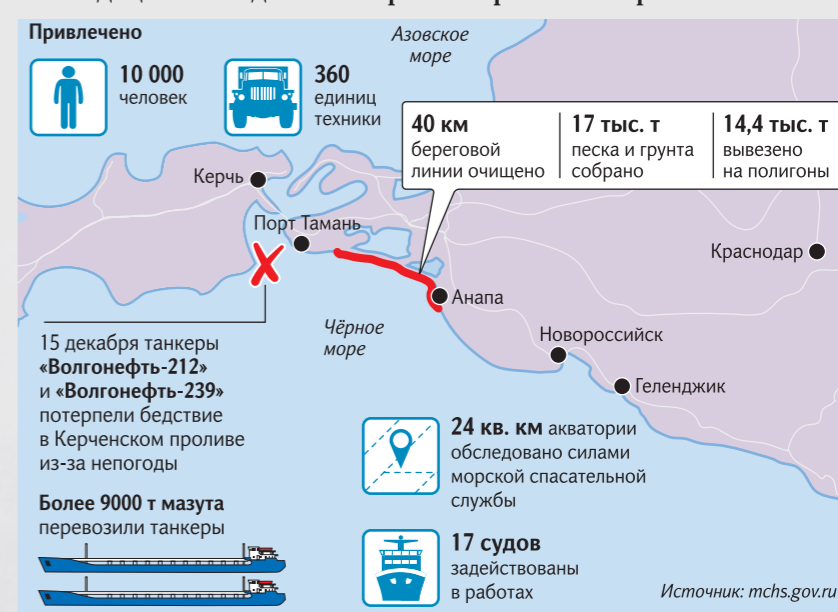 Привлечено
10 000
человек
360
единиц
техники
Азовское
море
40 км
береговой
линии очищено
17 тыс. т
песка и грунта
собрано
14,4 тыс. т
вывезено
на полигоны
Керчь
Порт Тамань
Краснодар
Анапа
Чёрное
море
Новороссийск
Геленджик
15 декабря танкеры
«Волгонефть-212»
и «Волгонефть-239»
потерпели бедствие
в Керченском проливе
из-за непогоды
Более 9000 т мазута
перевозили танкеры
24 кв. км акватории
обследовано силами
морской спасательной
службы
17 судов
задействованы
в работах
Источник: mchs.gov.ru